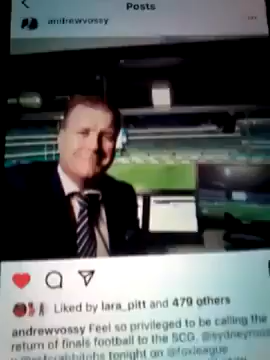 Posts
andrewvossy
Liked by lara_pitt and 479 others
andrewvossy Feel so privileged to be calling the
return of finals football to the SCG.
tonight on @foxleague